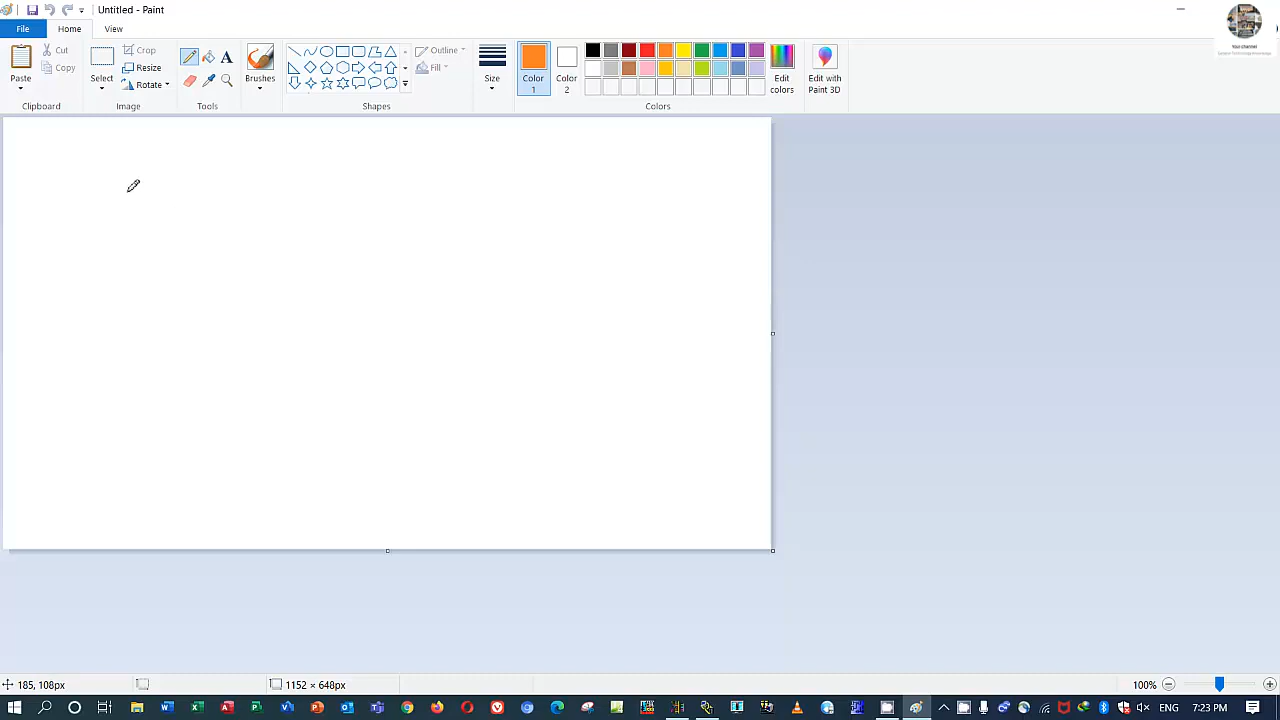 Untitled - Paint
File
Home
View
Cut
Crop
Outline
Copy
Resize
Fill
Paste
Select
Rotate
Brushes
Size
Color
1
Color
2
Edit
colors
Edit with
Paint 3D
Clipboard
Image
Tools
Shapes
Colors
Your channel
185, 108px
1152 × 648px
100%
ENG
7:23 PM